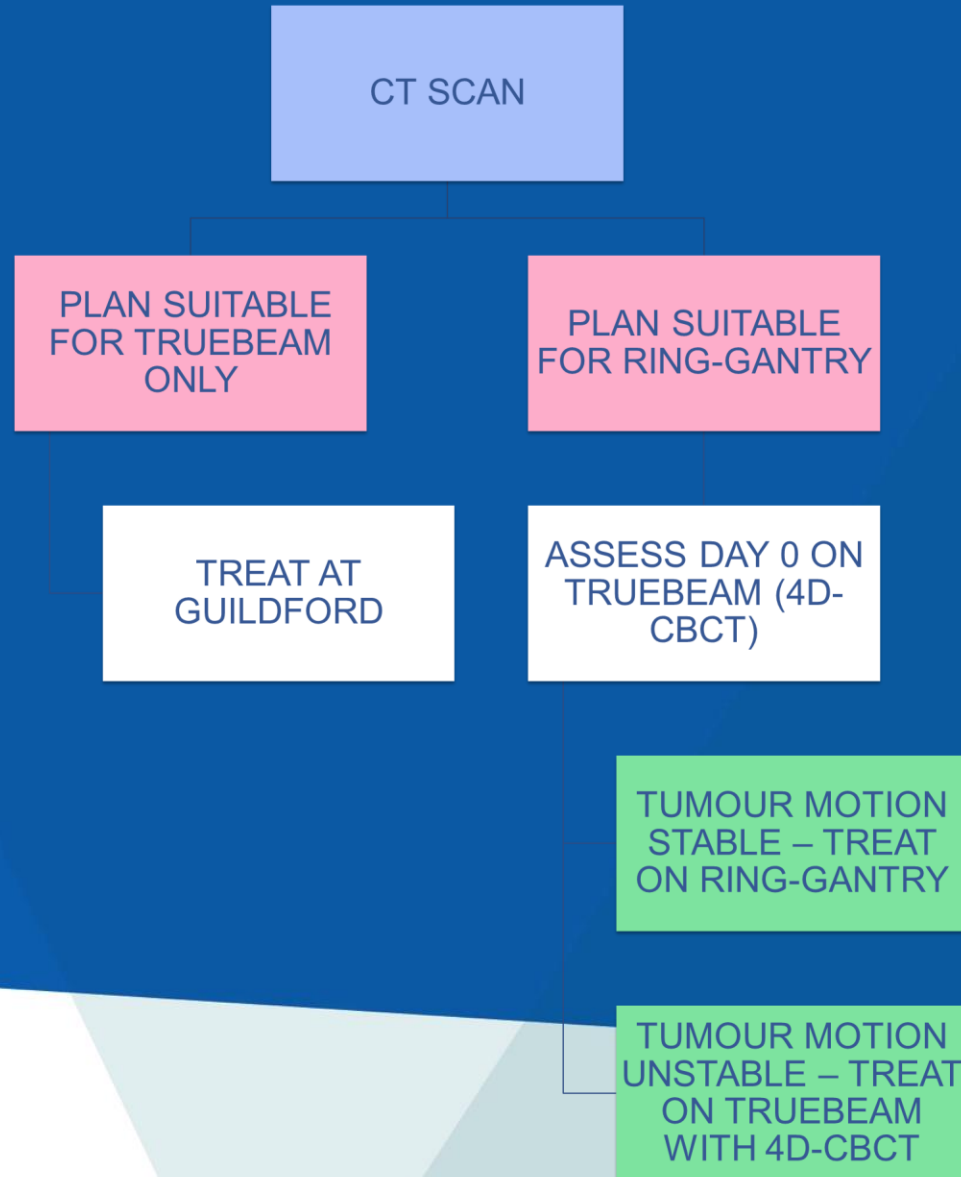 CT SCAN
PLAN SUITABLE
FOR TRUEBEAM
ONLY
PLAN SUITABLE
FOR RING-GANTRY
TREAT AT
GUILDFORD
ASSESS DAY 0 ON
TRUEBEAM (4D-
CBCT)
TUMOUR MOTION
STABLE – TREAT
ON RING-GANTRY
TUMOUR MOTION
UNSTABLE – TREAT
ON TRUEBEAM
WITH 4D-CBCT